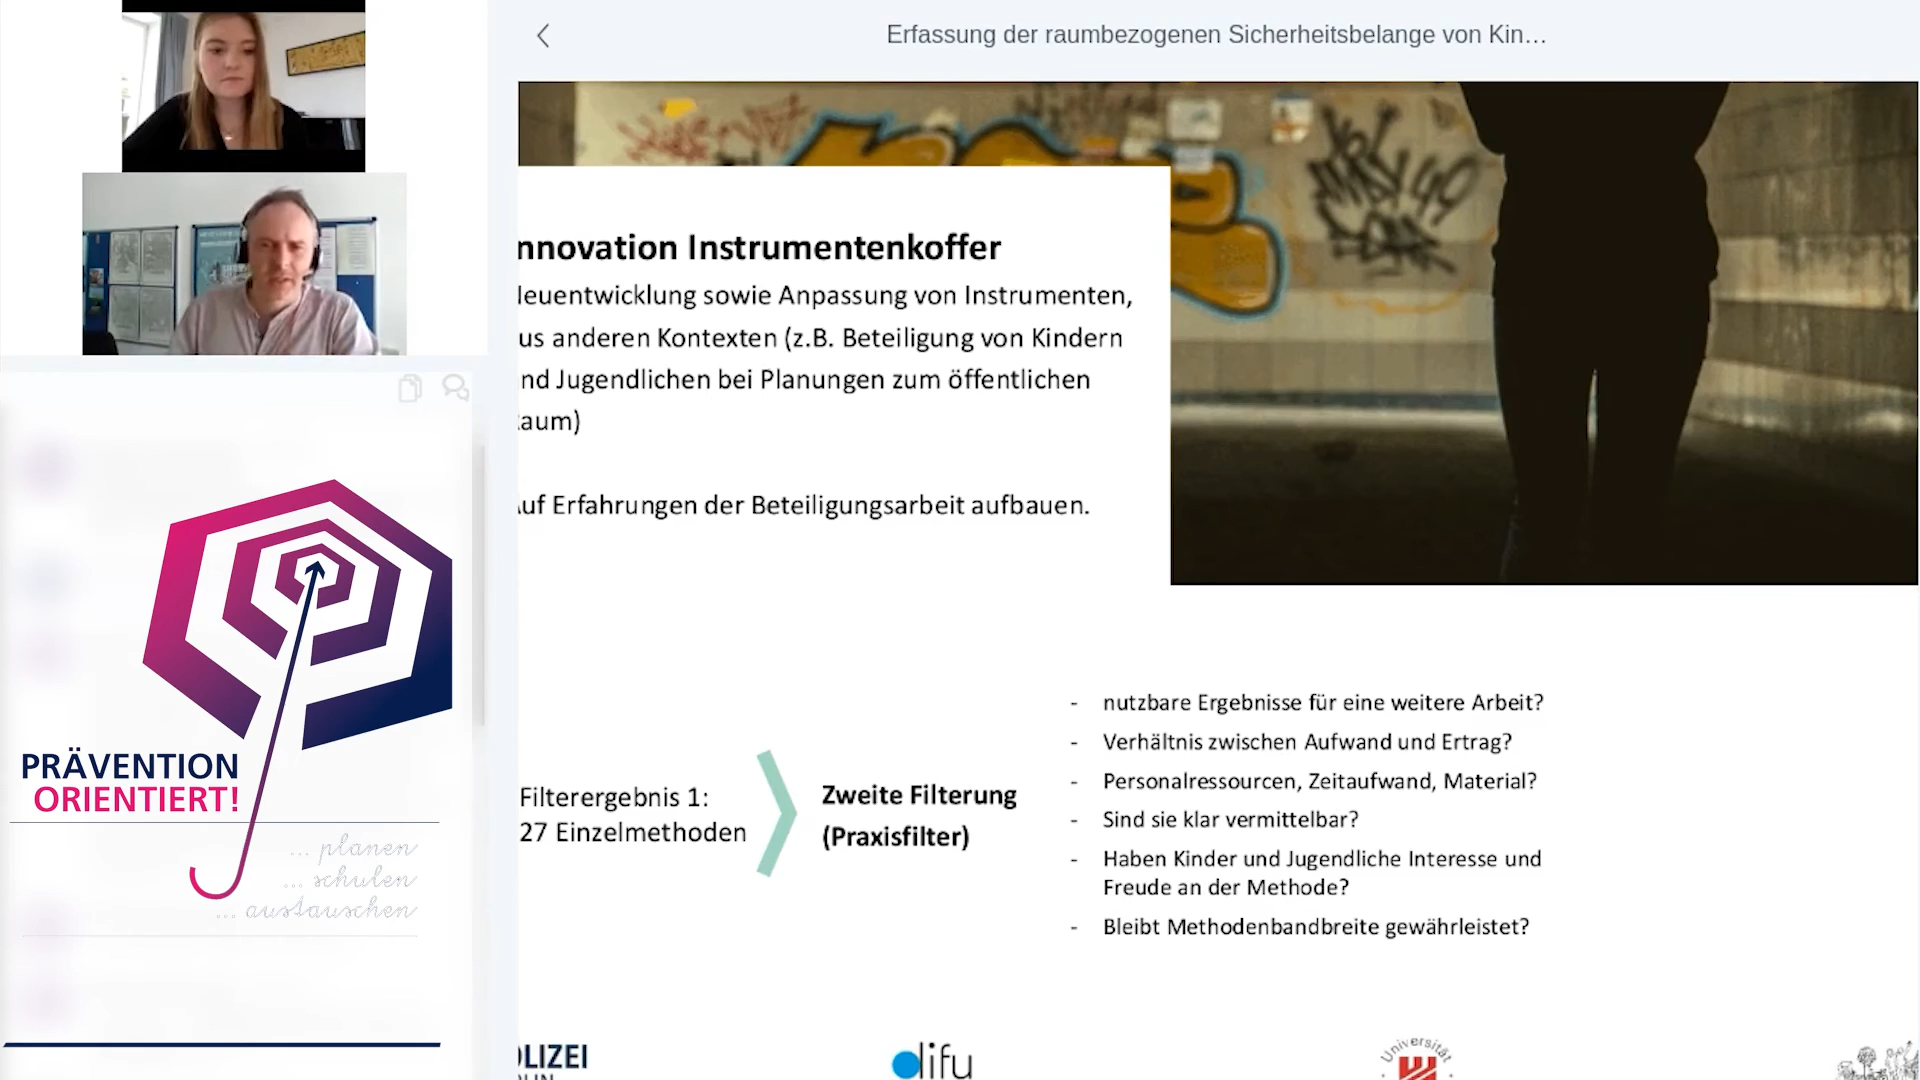 Erfassung der raumbezogenen Sicherheitsbelange von Kin…
nnovation Instrumentenkoffer
leuentwicklung sowie Anpassung von Instrumenten,
us anderen Kontexten (z.B. Beteiligung von Kindern
nd Jugendlichen bei Planungen zum öffentlichen
aum)
uf Erfahrungen der Beteiligungsarbeit aufbauen.
Filterergebnis 1:
27 Einzelmethoden
Zweite Filterung
(Praxisfilter)
- nutzbare Ergebnisse für eine weitere Arbeit?
- Verhältnis zwischen Aufwand und Ertrag?
- Personalressourcen, Zeitaufwand, Material?
- Sind sie klar vermittelbar?
- Haben Kinder und Jugendliche Interesse und
Freude an der Methode?
- Bleibt Methodenbandbreite gewährleistet?
PRÄVENTION
ORIENTIERT!
... planen
... schulen
... austauschen
LIZEI
difu
Universität